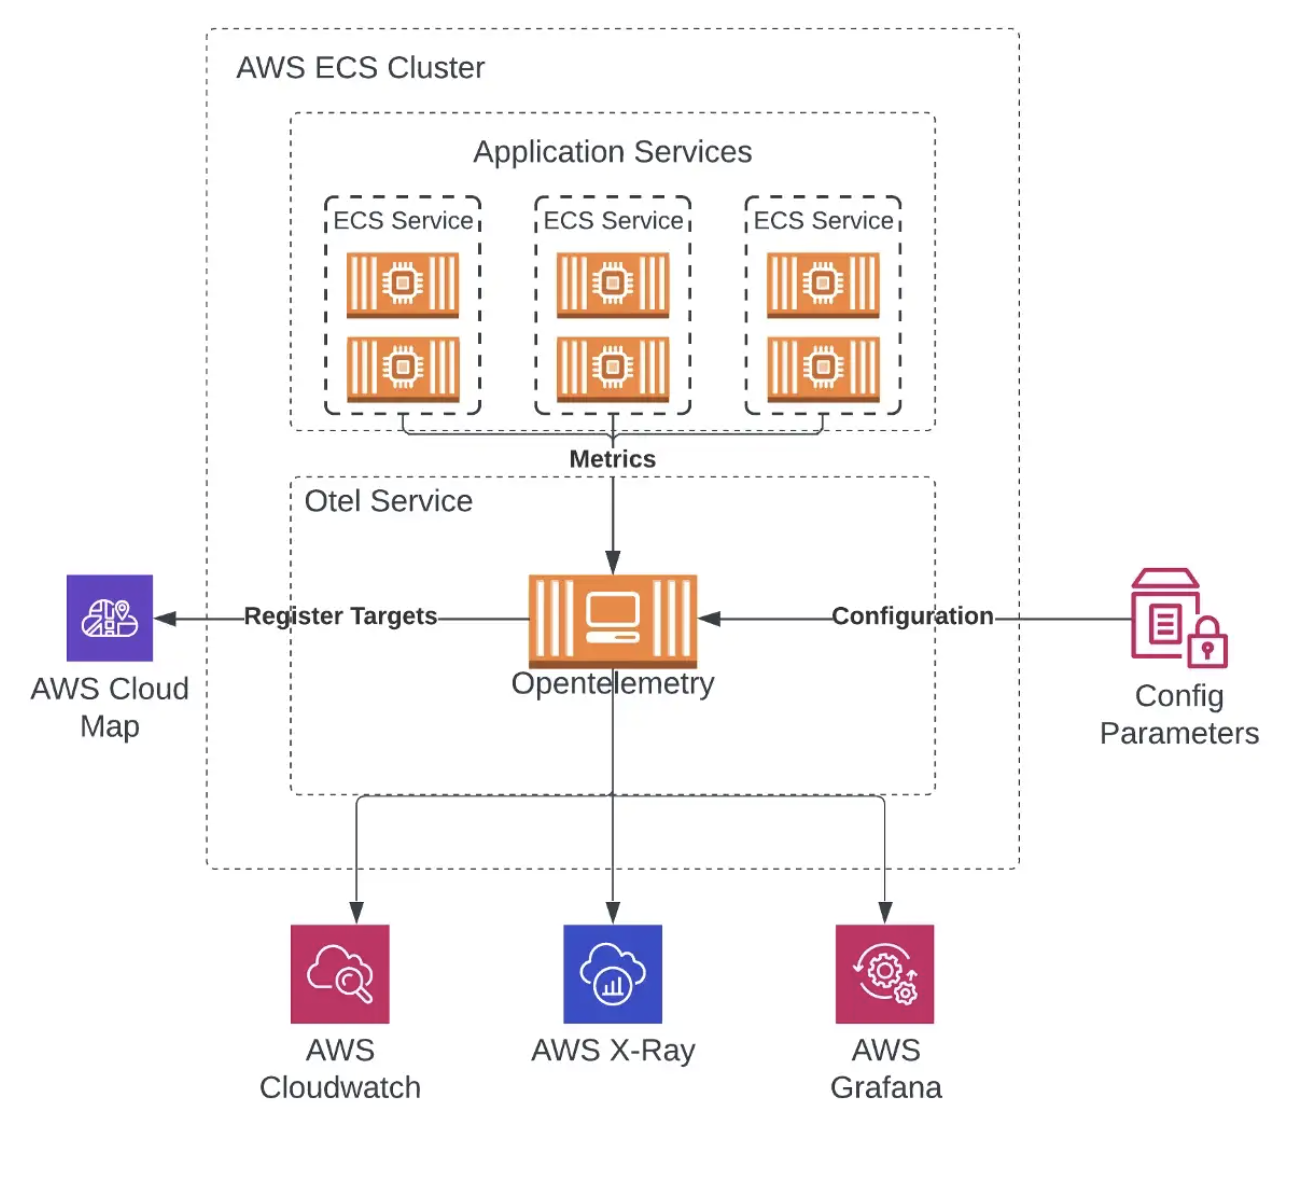 AWS ECS Cluster
Application Services
ECS Service
ECS Service
ECS Service
Metrics
Otel Service
Register Targets
Configuration
Opentelemetry
AWS Cloud
Map
Config
Parameters
AWS
Cloudwatch
AWS X-Ray
AWS
Grafana